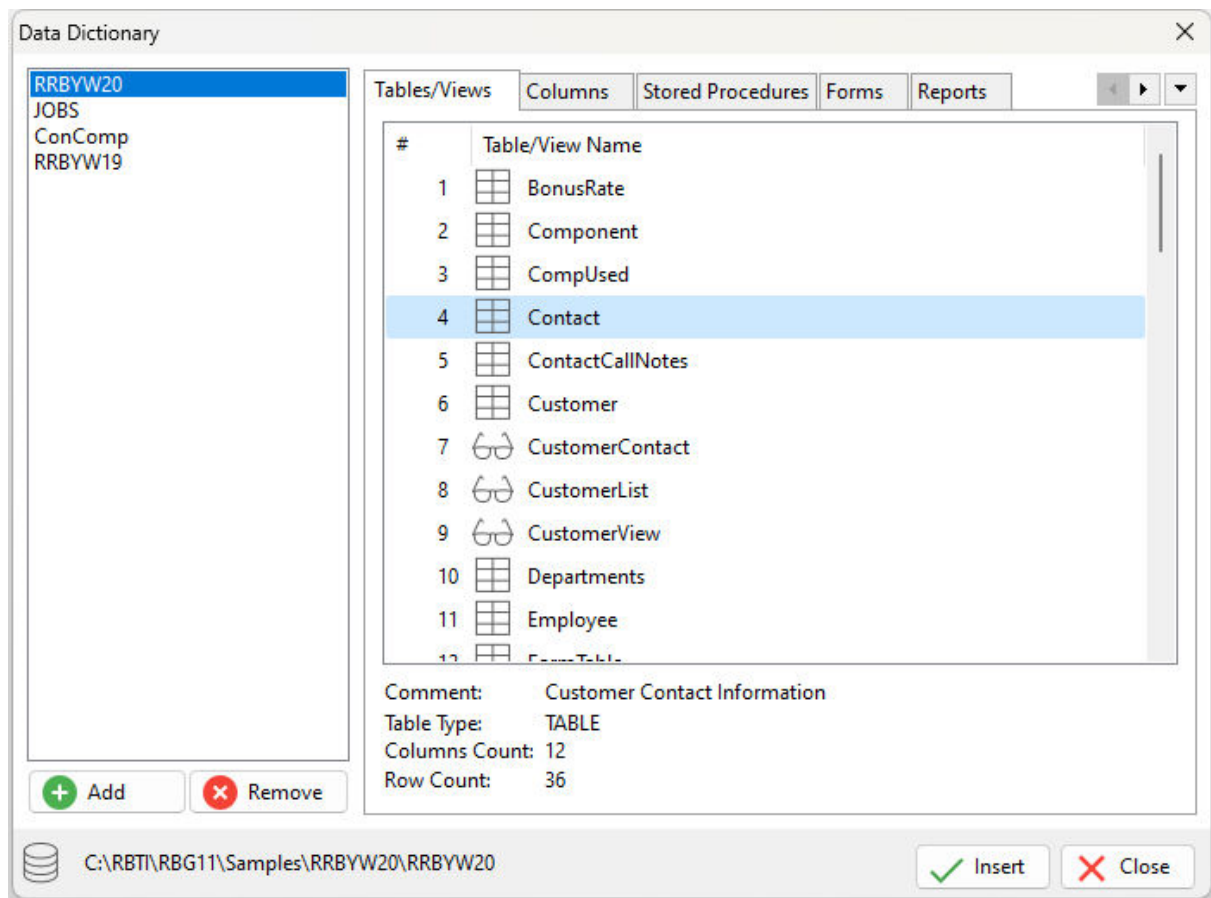 Data Dictionary
RRBYW20
JOBS
ConComp
RRBYW19
Add
Remove
Tables/Views Columns Stored Procedures Forms Reports
# Table/View Name
1 BonusRate
2 Component
3 CompUsed
4 Contact
5 ContactCallNotes
6 Customer
7 CustomerContact
8 CustomerList
9 CustomerView
10 Departments
11 Employee
12 FormTable
Comment: Customer Contact Information
Table Type: TABLE
Columns Count: 12
Row Count: 36
C:\RBTI\RBG11\Samples\RRBYW20\RRBYW20
Insert
Close